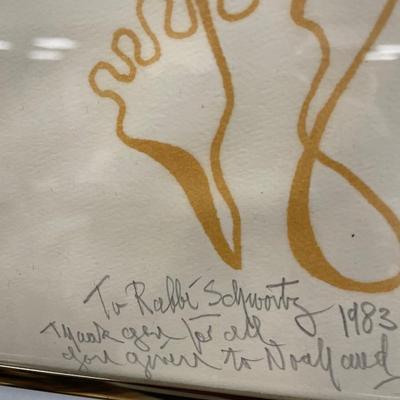 To Rabbi Schwartz 1983
Thank you for all
you given to Noah and